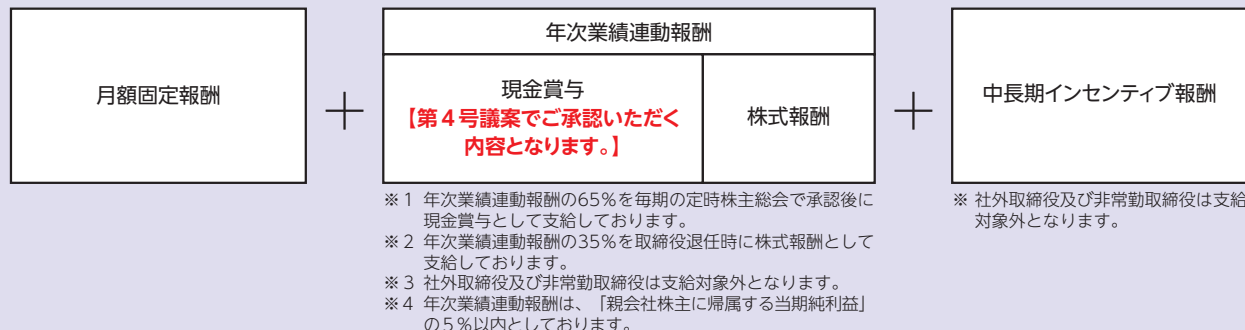 月額固定報酬
＋
年次業績連動報酬
現金賞与
【第4号議案でご承認いただく
内容となります。】
株式報酬
＋
中長期インセンティブ報酬
※1 年次業績連動報酬の65％を毎期の定時株主総会で承認後に
現金賞与として支給しております。
※2 年次業績連動報酬の35％を取締役退任時に株式報酬として
支給しております。
※3 社外取締役及び非常勤取締役は支給対象外となります。
※4 年次業績連動報酬は、「親会社株主に帰属する当期純利益」
の5％以内としております。
※ 社外取締役及び非常勤取締役は支給
対象外となります。